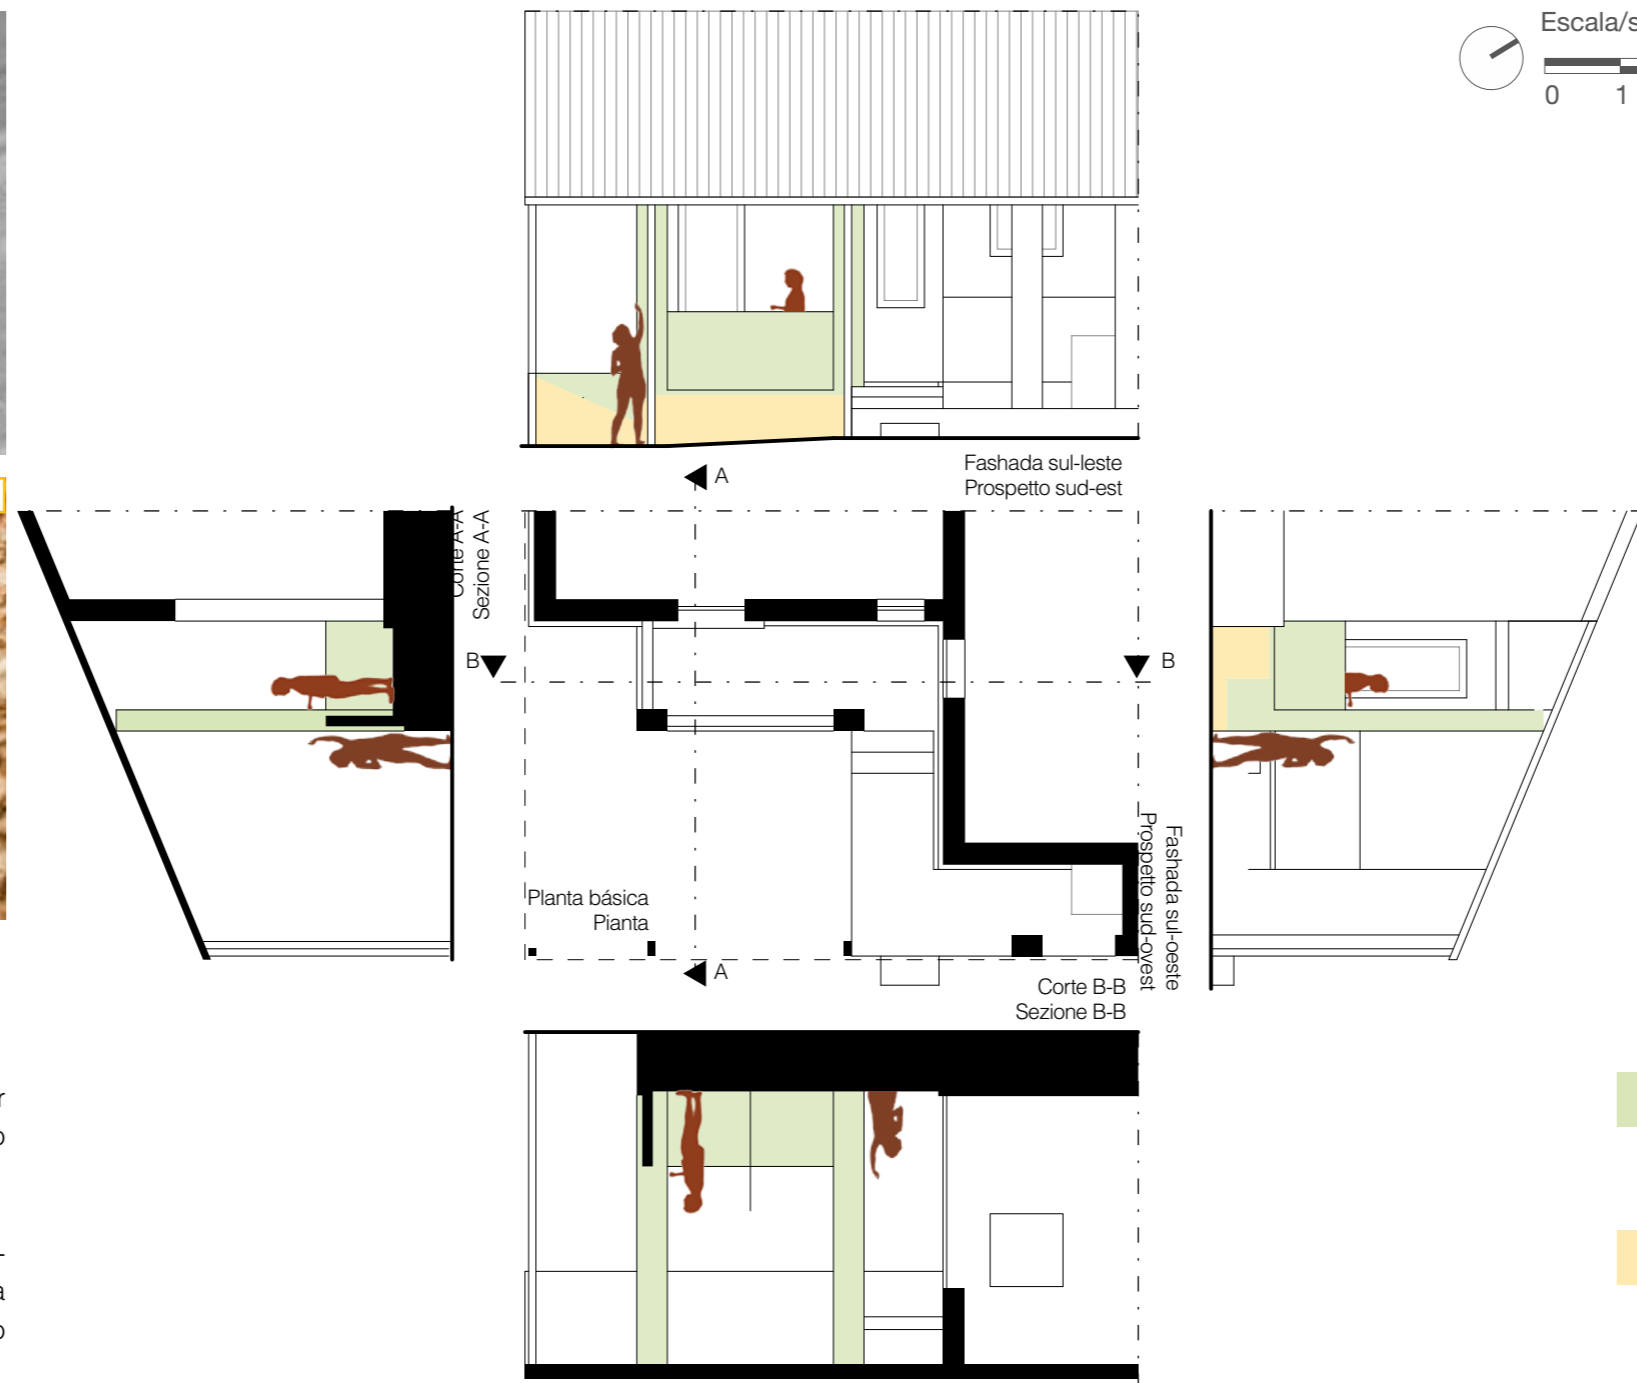 Escala/s
0 1
Fashada sul-leste
Prospetto sud-est
A
Corte A-A
Sezione A-A
B
B
Planta básica
Pianta
A
Fashada sul-oeste
Prospetto sud-ovest
Corte B-B
Sezione B-B
r
o
-
a
o